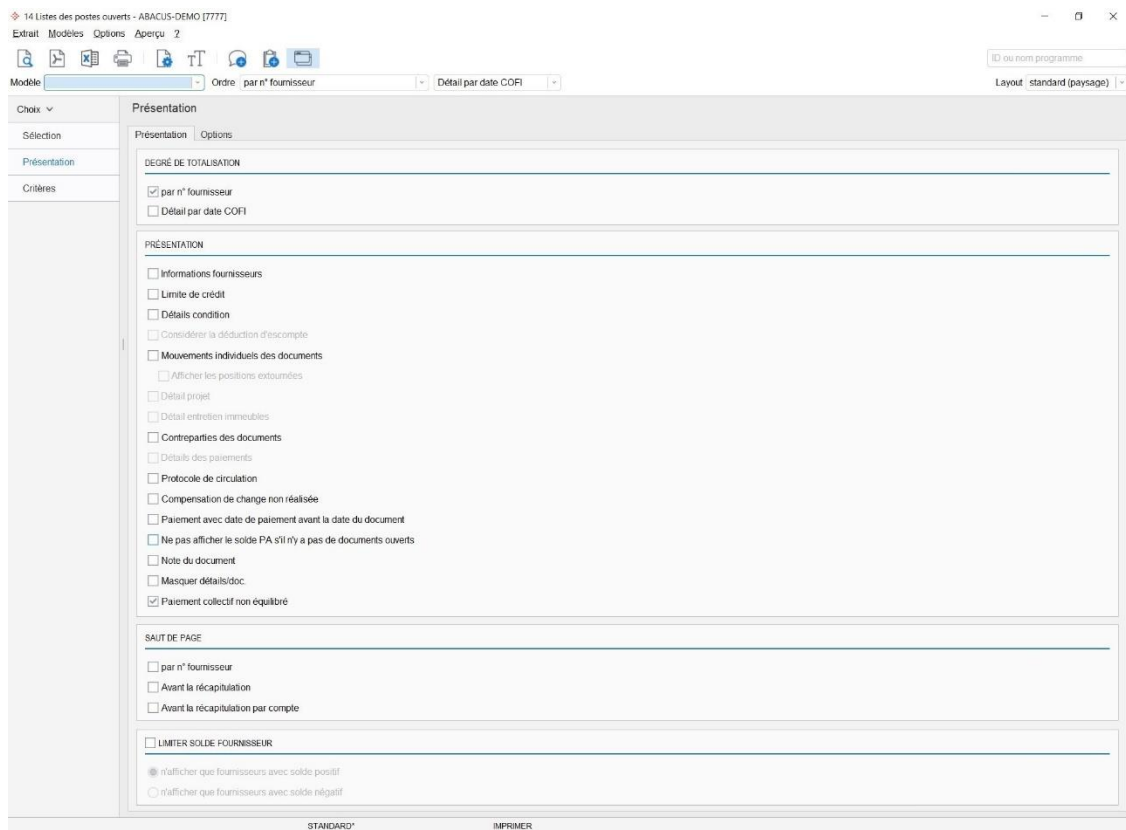 14 Listes des postes ouverts - ABACUS-DEMO [7777]
Extrait Modèles Options Aperçu ?
ID ou nom programme
Modèle Ordre par n° fournisseur Détail par date COFI Layout standard (paysage)
Choix
Sélection
Présentation
Critères
Présentation
Présentation Options
DEGRÉ DE TOTALISATION
par n° fournisseur
Détail par date COFI
PRÉSENTATION
Informations fournisseurs
Limite de crédit
Détails condition
Considérer la déduction d'escompte
Mouvements individuels des documents
Afficher les positions extournées
Détail projet
Détail entretien immeubles
Contreparties des documents
Détails des paiements
Protocole de circulation
Compensation de change non réalisée
Paiement avec date de paiement avant la date du document
Ne pas afficher le solde PA s'il n'y a pas de documents ouverts
Note du document
Masquer détails/doc.
Paiement collectif non équilibré
SAUT DE PAGE
par n° fournisseur
Avant la récapitulation
Avant la récapitulation par compte
LIMITER SOLDE FOURNISSEUR
n'afficher que fournisseurs avec solde positif
n'afficher que fournisseurs avec solde négatif
STANDARD* IMPRIMER